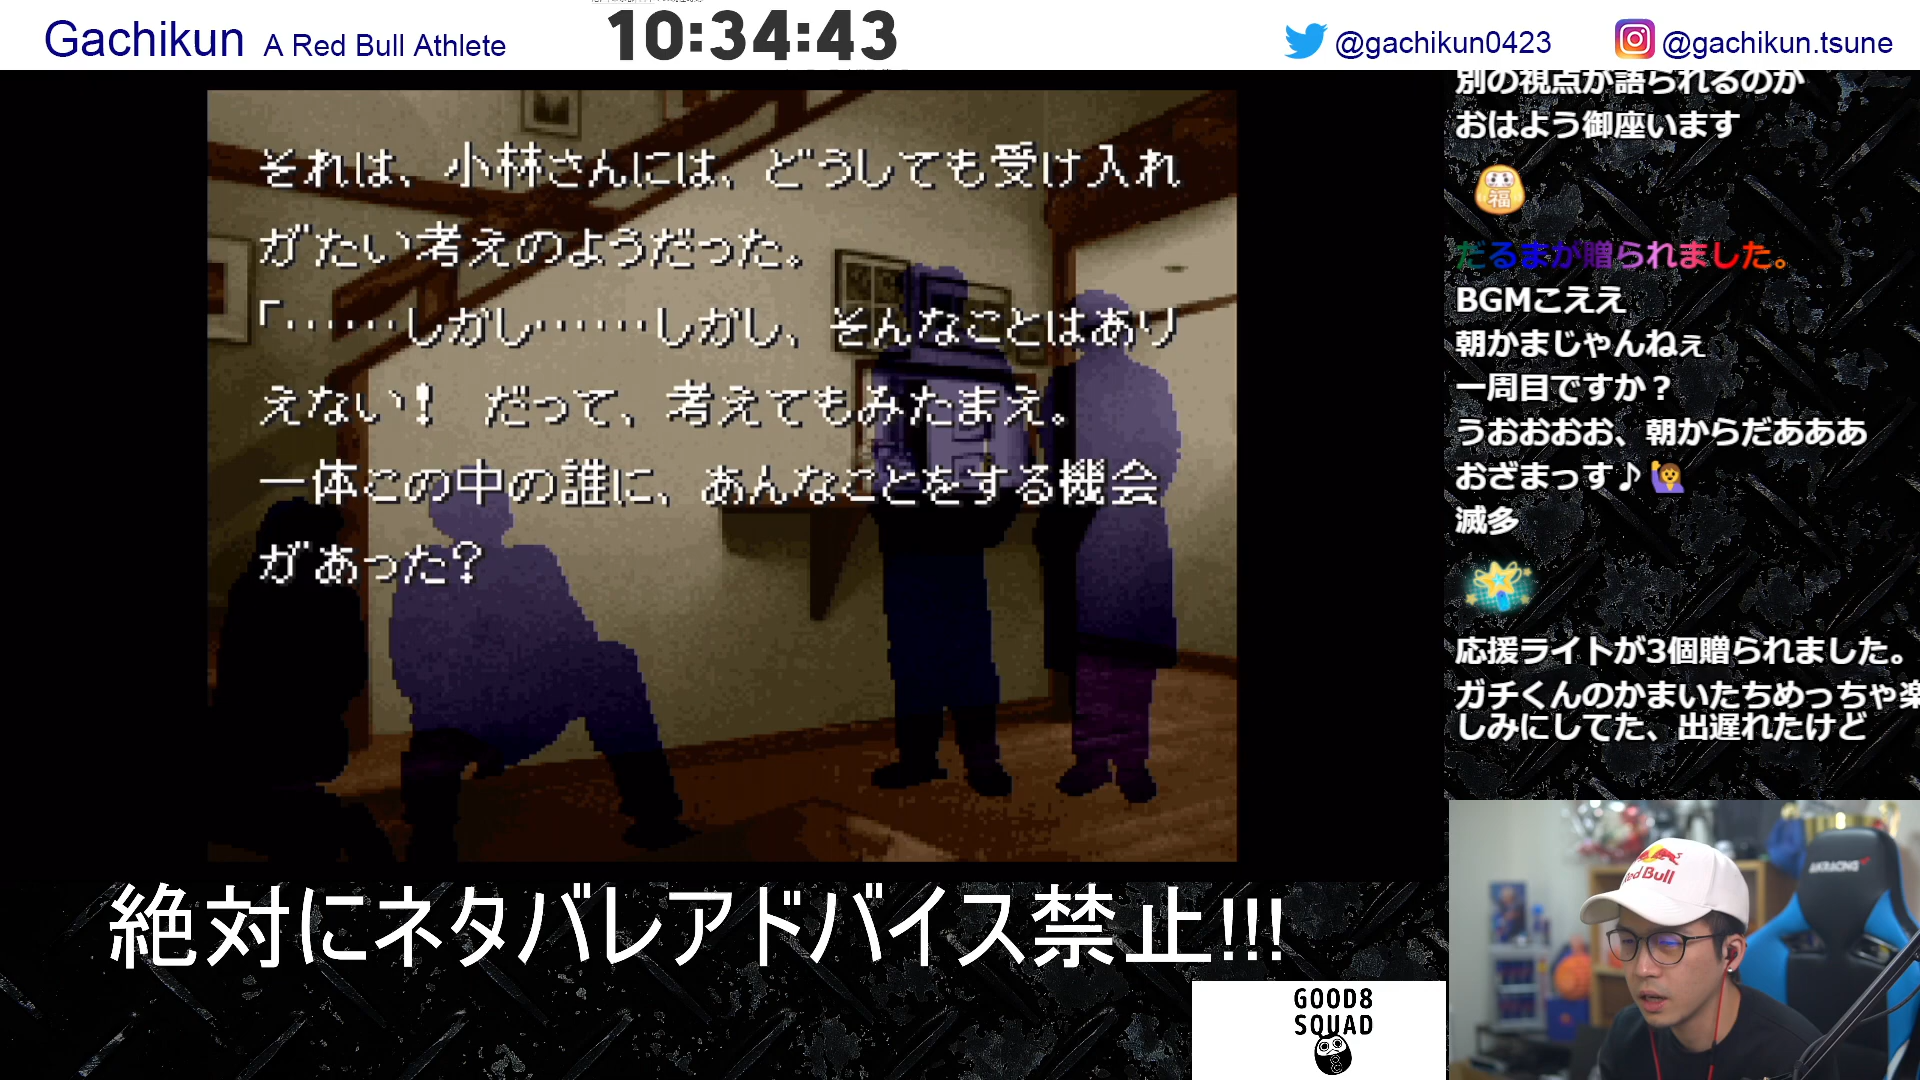 Gachikun A Red Bull Athlete
10:34:43
@gachikun0423
@gachikun.tsune
それは、小林さんには、どうしても受け入れ
がたい考えのようだった。
「……しかし……しかし、そんなことはあり
えない！　だって、考えてもみたまえ。
一体この中の誰に、あんなことをする機会
があった？
別の視点が語られるのか
おはよう御座います
福
だるまが贈られました。
BGMこええ
朝かまじゃんねぇ
一周目ですか？
うおおおお、朝からだあああ
おざまっす♪
滅多
応援ライトが3個贈られました。
ガチくんのかまいたちめっちゃ楽
しみにしてた、出遅れたけど
絶対にネタバレアドバイス禁止!!!
GOOD8
SQUAD
Red Bull
AKRACING